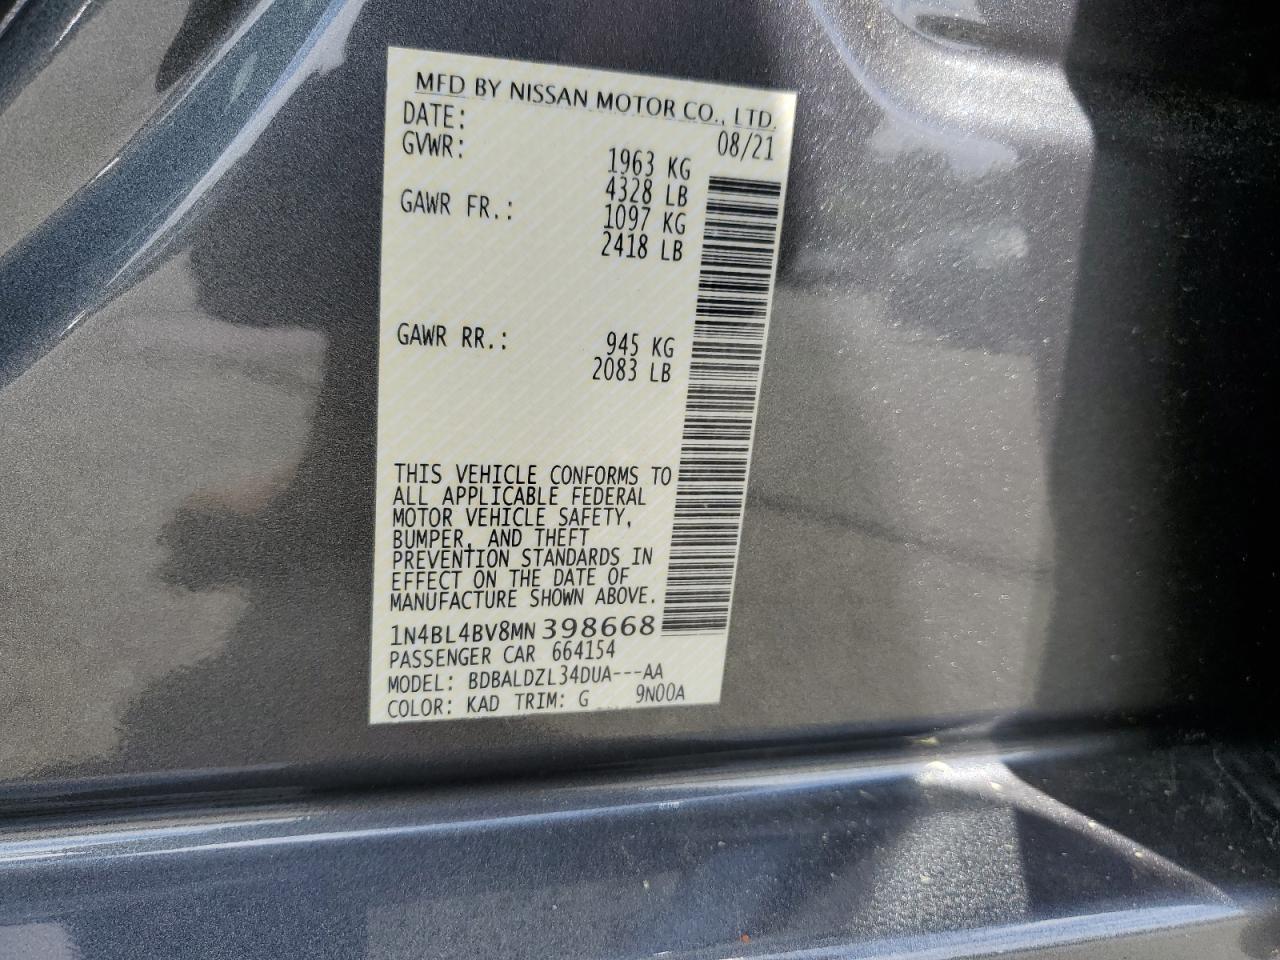 MFD BY NISSAN MOTOR CO., LTD.
DATE: 08/21
GVWR: 1963 KG
4328 LB
GAWR FR.: 1097 KG
2418 LB
GAWR RR.: 945 KG
2083 LB
THIS VEHICLE CONFORMS TO
ALL APPLICABLE FEDERAL
MOTOR VEHICLE SAFETY,
BUMPER, AND THEFT
PREVENTION STANDARDS IN
EFFECT ON THE DATE OF
MANUFACTURE SHOWN ABOVE.
1N4BL4BV8MN398668
PASSENGER CAR 664154
MODEL: BDBALDZL34DUA---AA
COLOR: KAD TRIM: G 9N00A